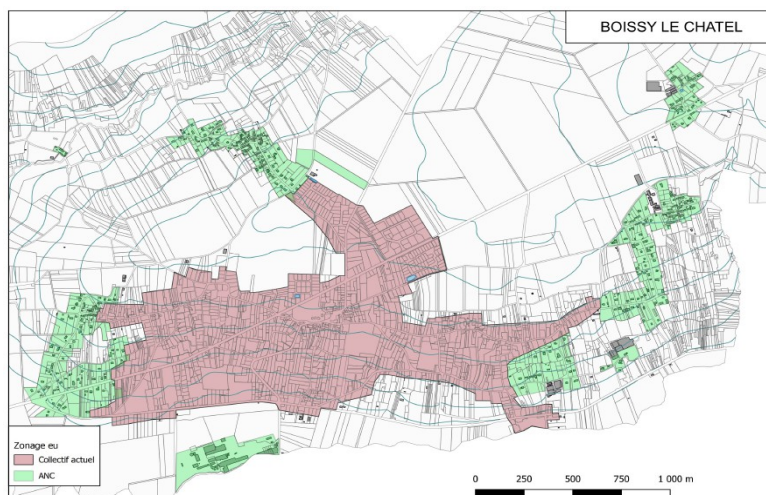 BOISSY LE CHATEL
Zonage eu
Collectif actuel
ANC
0 250 500 750 1 000 m